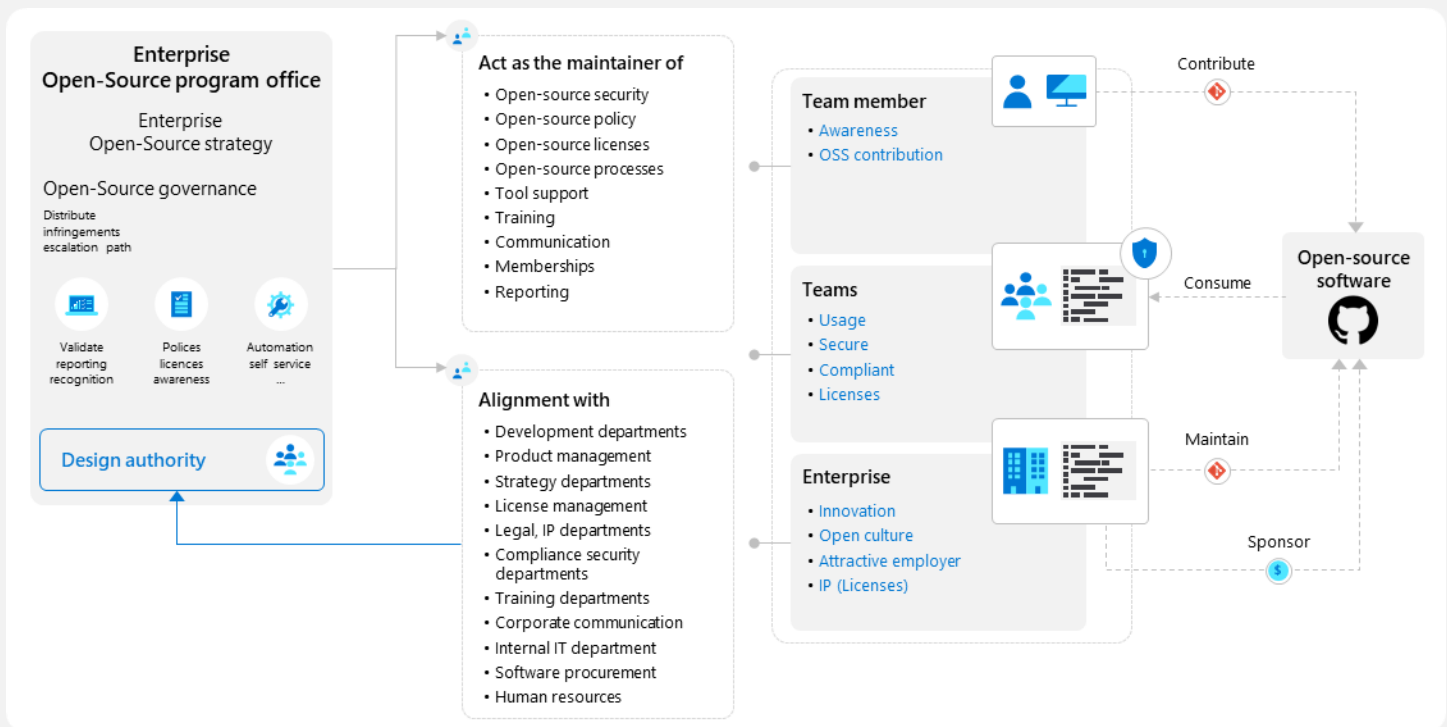 Enterprise
Open-Source program office
Enterprise
Open-Source strategy
Open-Source governance
Distribute
infringements
escalation path
Validate
reporting
recognition
Polices
licences
awareness
Automation
self service
...
Design authority
Act as the maintainer of
• Open-source security
• Open-source policy
• Open-source licenses
• Open-source processes
• Tool support
• Training
• Communication
• Memberships
• Reporting
Alignment with
• Development departments
• Product management
• Strategy departments
• License management
• Legal, IP departments
• Compliance security
departments
• Training departments
• Corporate communication
• Internal IT department
• Software procurement
• Human resources
Team member
• Awareness
• OSS contribution
Teams
• Usage
• Secure
• Compliant
• Licenses
Enterprise
• Innovation
• Open culture
• Attractive employer
• IP (Licenses)
Contribute
Consume
Open-source
software
Maintain
Sponsor
$